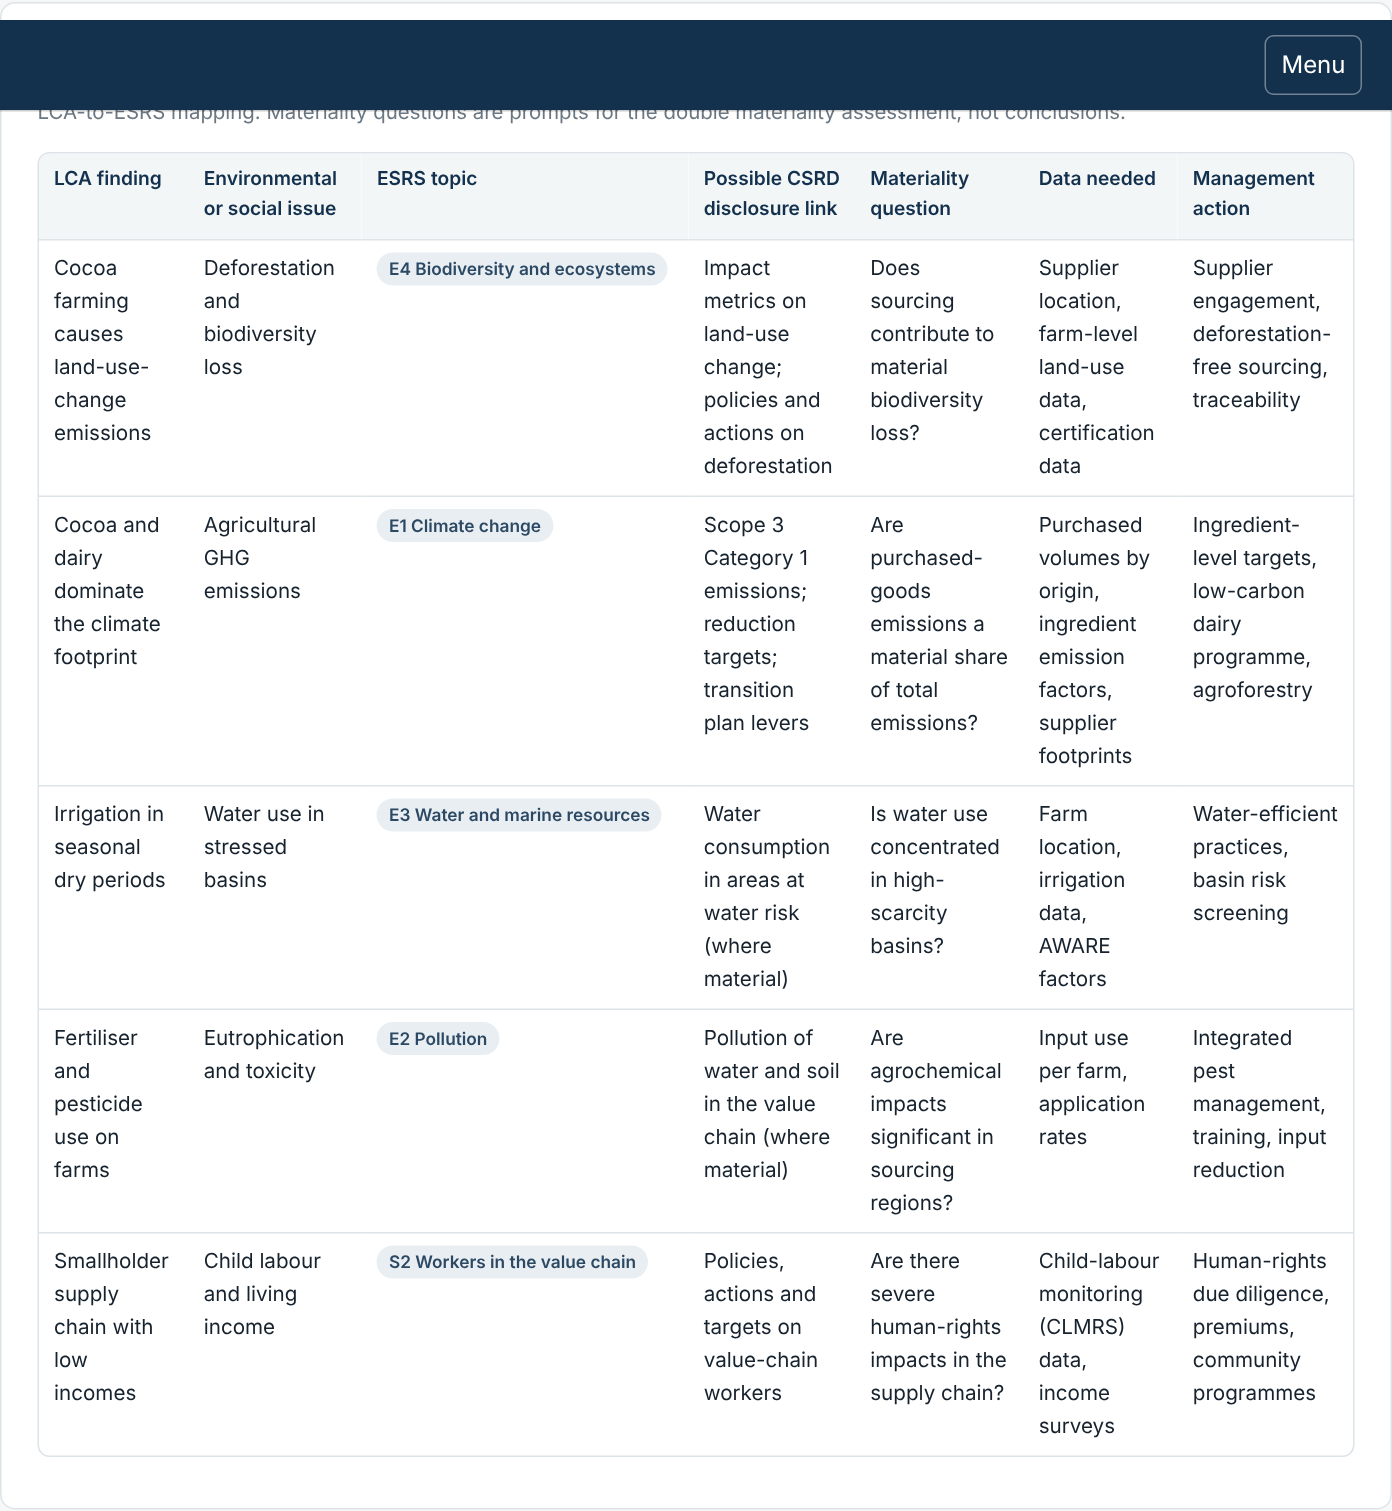 Menu
LCA-to-ESRS mapping. Materiality questions are prompts for the double materiality assessment, not conclusions.
LCA finding
Environmental
or social issue
ESRS topic
Possible CSRD
disclosure link
Materiality
question
Data needed
Management
action
Cocoa
farming
causes
land-use-
change
emissions
Deforestation
and
biodiversity
loss
E4 Biodiversity and ecosystems
Impact
metrics on
land-use
change;
policies and
actions on
deforestation
Does
sourcing
contribute to
material
biodiversity
loss?
Supplier
location,
farm-level
land-use
data,
certification
data
Supplier
engagement,
deforestation-
free sourcing,
traceability
Cocoa and
dairy
dominate
the climate
footprint
Agricultural
GHG
emissions
E1 Climate change
Scope 3
Category 1
emissions;
reduction
targets;
transition
plan levers
Are
purchased-
goods
emissions a
material share
of total
emissions?
Purchased
volumes by
origin,
ingredient
emission
factors,
supplier
footprints
Ingredient-
level targets,
low-carbon
dairy
programme,
agroforestry
Irrigation in
seasonal
dry periods
Water use in
stressed
basins
E3 Water and marine resources
Water
consumption
in areas at
water risk
(where
material)
Is water use
concentrated
in high-
scarcity
basins?
Farm
location,
irrigation
data,
AWARE
factors
Water-efficient
practices,
basin risk
screening
Fertiliser
and
pesticide
use on
farms
Eutrophication
and toxicity
E2 Pollution
Pollution of
water and soil
in the value
chain (where
material)
Are
agrochemical
impacts
significant in
sourcing
regions?
Input use
per farm,
application
rates
Integrated
pest
management,
training, input
reduction
Smallholder
supply
chain with
low
incomes
Child labour
and living
income
S2 Workers in the value chain
Policies,
actions and
targets on
value-chain
workers
Are there
severe
human-rights
impacts in the
supply chain?
Child-labour
monitoring
(CLMRS)
data,
income
surveys
Human-rights
due diligence,
premiums,
community
programmes